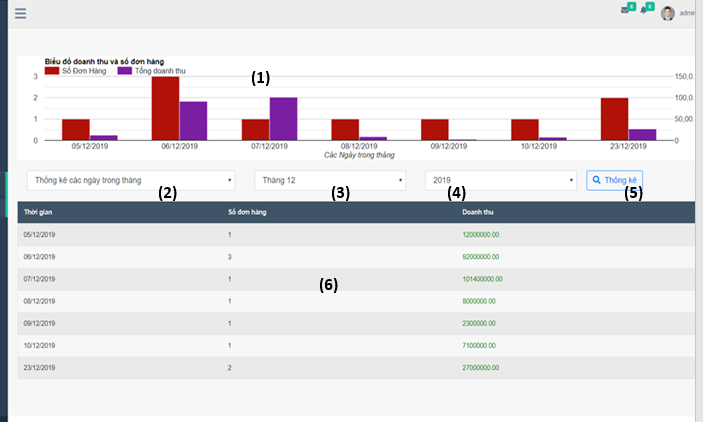 5 6 admin
Biểu đồ doanh thu và số đơn hàng
Số Đơn Hàng Tổng doanh thu
(1)
3 150,0
2 100,0
1 50,00
0 0
05/12/2019 06/12/2019 07/12/2019 08/12/2019 09/12/2019 10/12/2019 23/12/2019
Các Ngày trong tháng
Thống kê các ngày trong tháng Tháng 12 2019 Thống kê
(2) (3) (4) (5)
Thời gian Số đơn hàng Doanh thu
05/12/2019 1 12000000.00
06/12/2019 3 92000000.00
07/12/2019 1 101400000.00
(6)
08/12/2019 1 8000000.00
09/12/2019 1 2300000.00
10/12/2019 1 7100000.00
23/12/2019 2 27000000.00